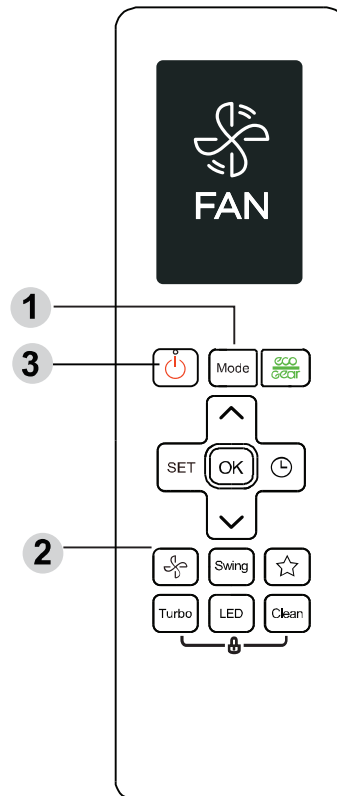 FAN
1
3
Mode
eco
Gear
SET
OK
2
Swing
Turbo
LED
Clean